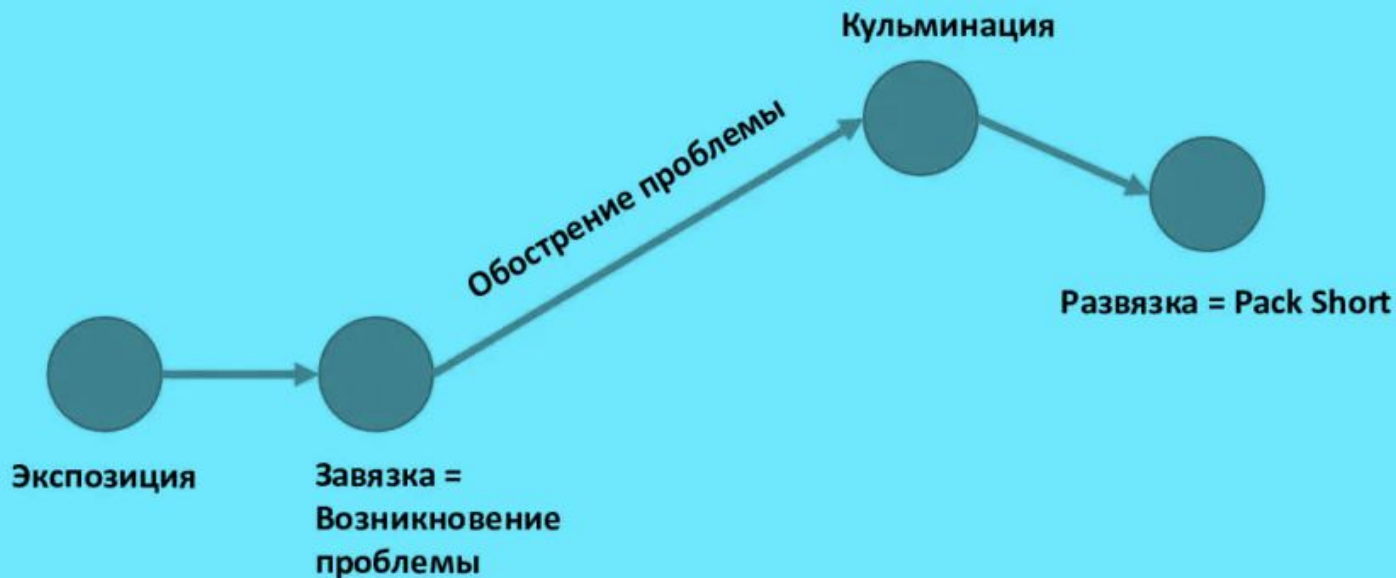 Кульминация
Обострение проблемы
Развязка = Pack Short
Экспозиция
Завязка =
Возникновение
проблемы